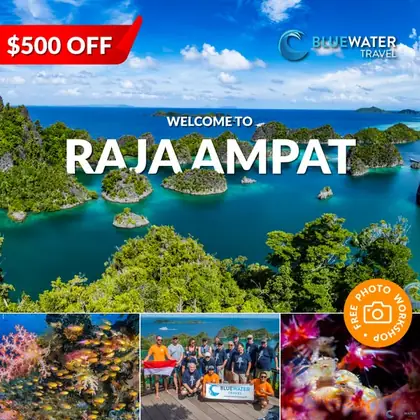 $500 OFF
BLUEWATER
TRAVEL
WELCOME TO
RAJA AMPAT
FREE PHOTO WORKSHOP
BLUEWATER
TRAVEL